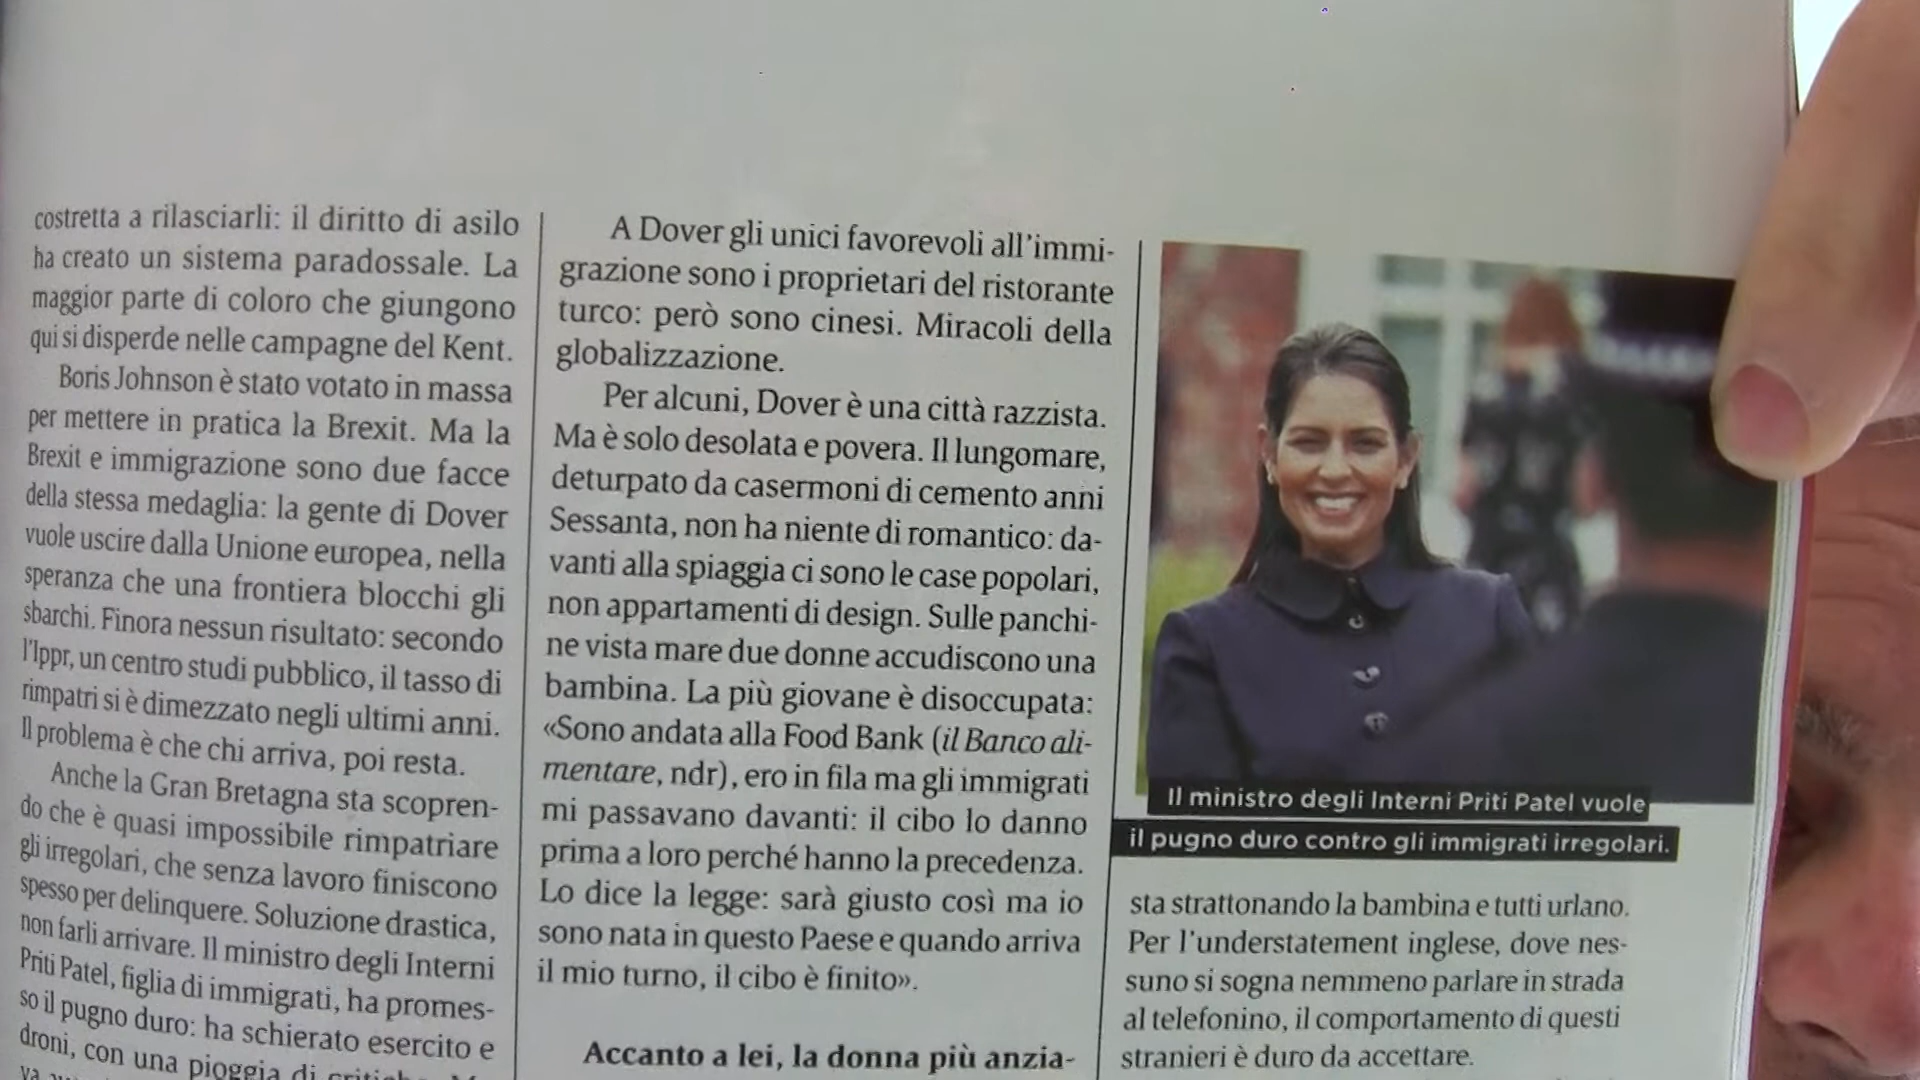 costretta a rilasciarli: il diritto di asilo
ha creato un sistema paradossale. La
maggior parte di coloro che giungono
qui si disperde nelle campagne del Kent.
Boris Johnson è stato votato in massa
per mettere in pratica la Brexit. Ma la
Brexit e immigrazione sono due facce
della stessa medaglia: la gente di Dover
vuole uscire dalla Unione europea, nella
speranza che una frontiera blocchi gli
sbarchi. Finora nessun risultato: secondo
l'Ippr, un centro studi pubblico, il tasso di
rimpatri si è dimezzato negli ultimi anni.
Il problema è che chi arriva, poi resta.
Anche la Gran Bretagna sta scopren-
do che è quasi impossibile rimpatriare
gli irregolari, che senza lavoro finiscono
spesso per delinquere. Soluzione drastica,
non farli arrivare. Il ministro degli Interni
Priti Patel, figlia di immigrati, ha promes-
so il pugno duro: ha schierato esercito e
droni, con una pioggia di
A Dover gli unici favorevoli all'immi-
grazione sono i proprietari del ristorante
turco: però sono cinesi. Miracoli della
globalizzazione.
Per alcuni, Dover è una città razzista.
Ma è solo desolata e povera. Il lungomare,
deturpato da casermoni di cemento anni
Sessanta, non ha niente di romantico: da-
vanti alla spiaggia ci sono le case popolari,
non appartamenti di design. Sulle panchi-
ne vista mare due donne accudiscono una
bambina. La più giovane è disoccupata:
«Sono andata alla Food Bank (il Banco ali-
mentare, ndr), ero in fila ma gli immigrati
mi passavano davanti: il cibo lo danno
prima a loro perché hanno la precedenza.
Lo dice la legge: sarà giusto così ma io
sono nata in questo Paese e quando arriva
il mio turno, il cibo è finito».
Accanto a lei, la donna più anzia-
Il ministro degli Interni Priti Patel vuole
il pugno duro contro gli immigrati irregolari.
sta strattonando la bambina e tutti urlano.
Per l'understatement inglese, dove nes-
suno si sogna nemmeno parlare in strada
al telefonino, il comportamento di questi
stranieri è duro da accettare.